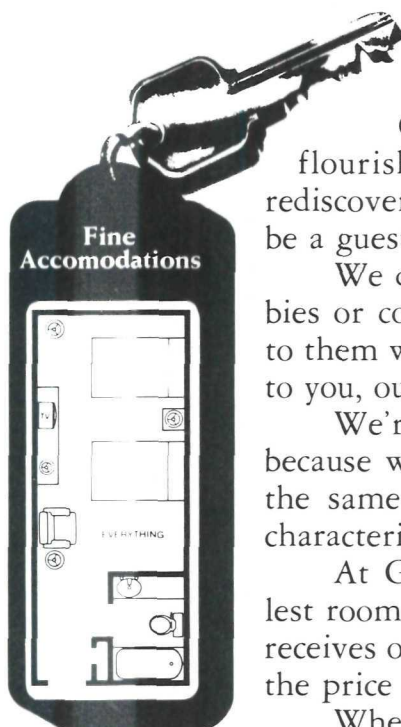 Fine
Accomodations
TV
EVERYTHING
flourish
rediscover
be a gues
We c
bies or co
to them w
to you, ou
We'r
because w
the same
characteri
At G
lest room
receives o
the price
Whe